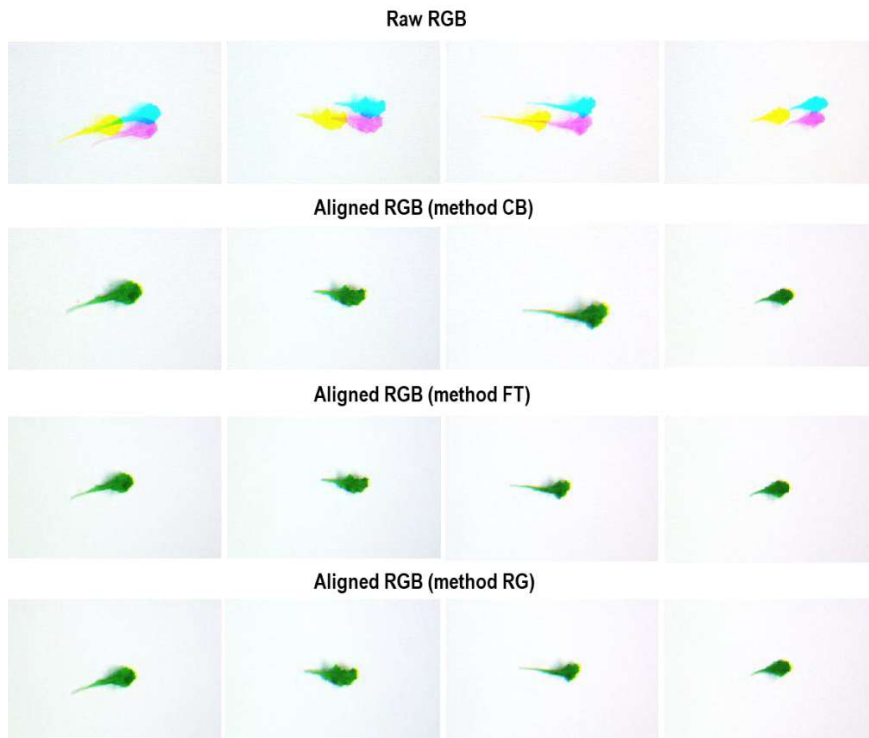 Raw RGB
Aligned RGB (method CB)
Aligned RGB (method FT)
Aligned RGB (method RG)